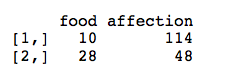 food affection
[1,] 10 114
[2,] 28 48